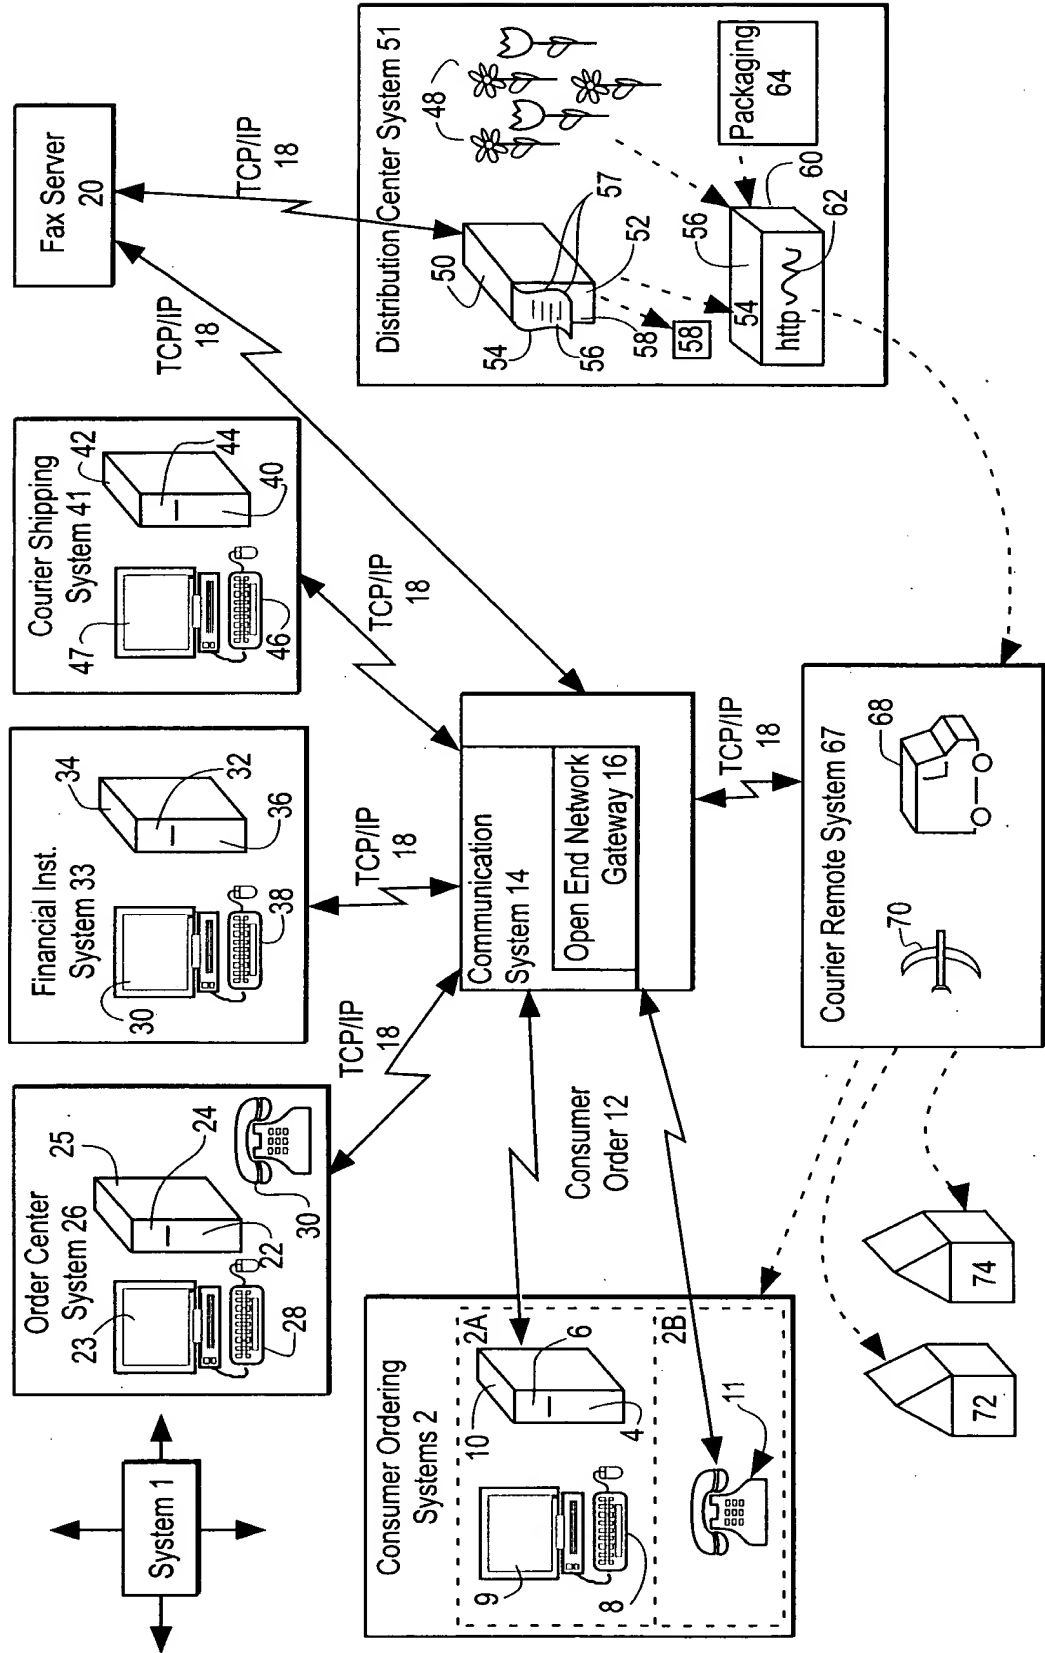 System 1
Order Center
System 26
23
25
24
22
28
30
Financial Inst.
System 33
30
34
32
36
38
Courier Shipping
System 41
47
42
44
40
46
Fax Server
20
TCP/IP
18
TCP/IP
18
TCP/IP
18
TCP/IP
18
TCP/IP
18
TCP/IP
18
Consumer Ordering
Systems 2
2A
9
10
6
4
8
2B
11
Consumer
Order 12
Communication
System 14
Open End Network
Gateway 16
Distribution Center System 51
48
50
57
52
54
56
58
58
56
54
http
60
62
Packaging
64
Courier Remote System 67
70
68
72
74